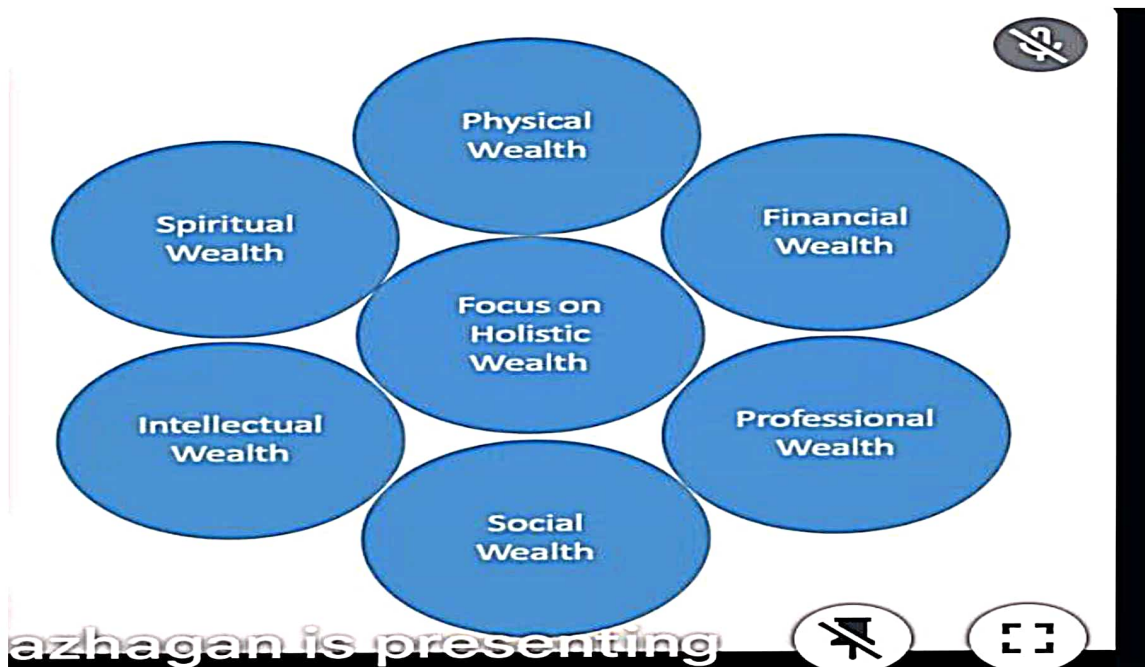 Physical
Wealth
Spiritual
Wealth
Financial
Wealth
Focus on
Holistic
Wealth
Intellectual
Wealth
Professional
Wealth
Social
Wealth
azhagan is presenting